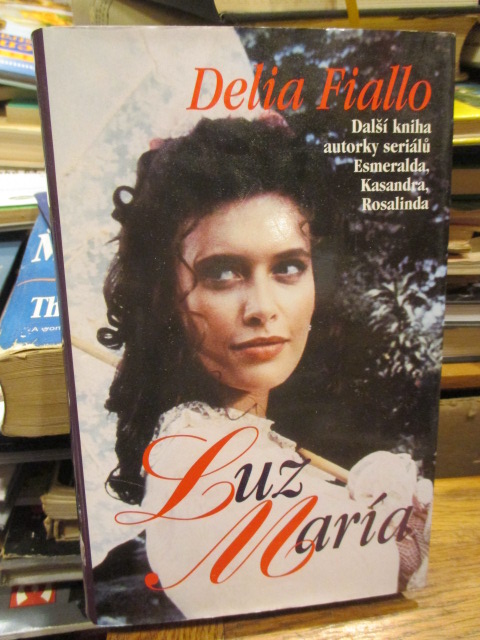 Delia Fiallo
Další kniha
autorky seriálů
Esmeralda,
Kasandra,
Rosalinda
Luz
María